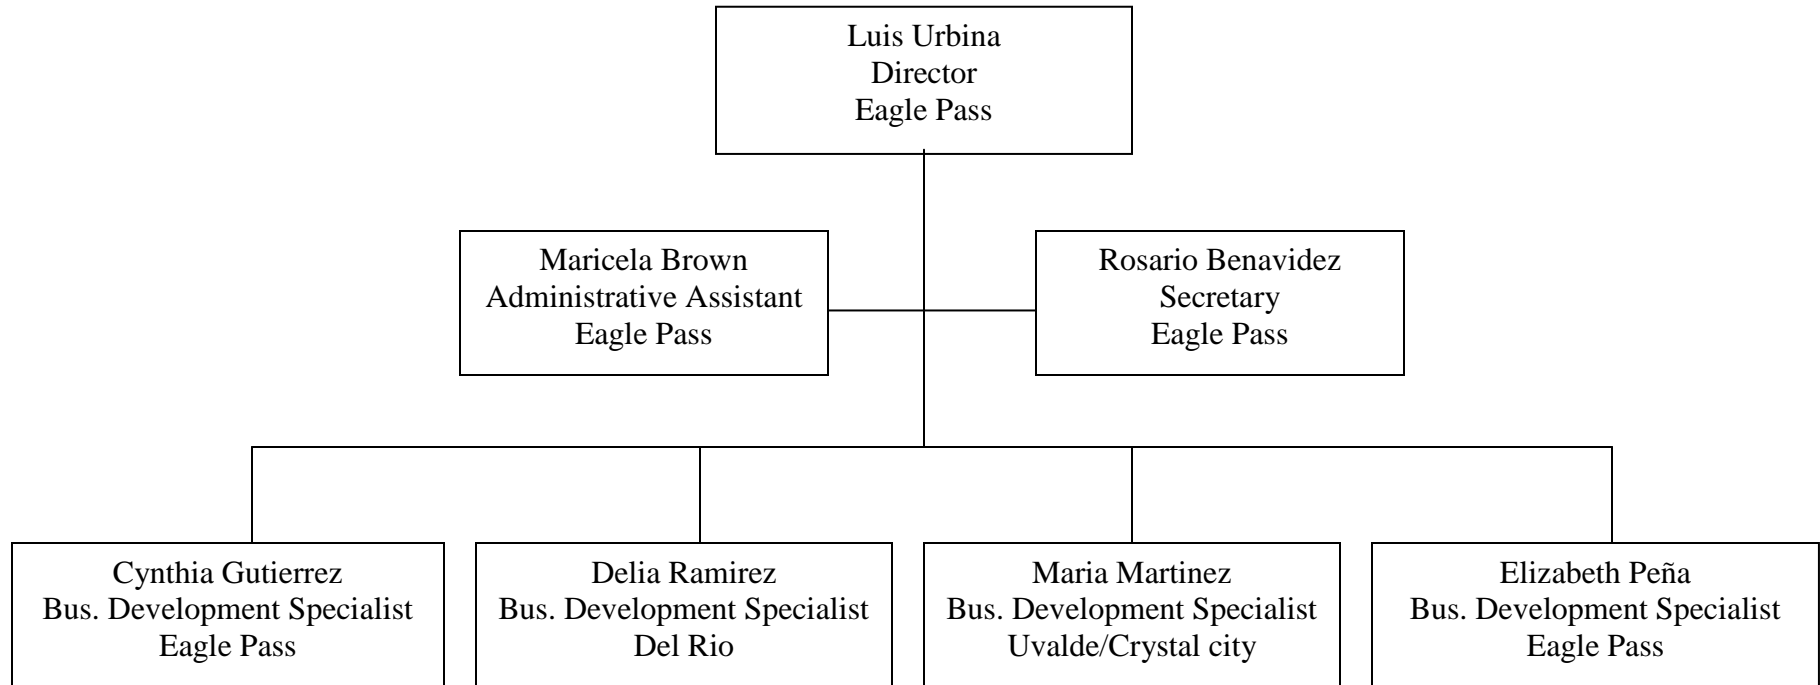 Luis Urbina
Director
Eagle Pass
Maricela Brown
Administrative Assistant
Eagle Pass
Rosario Benavidez
Secretary
Eagle Pass
Cynthia Gutierrez
Bus. Development Specialist
Eagle Pass
Delia Ramirez
Bus. Development Specialist
Del Rio
Maria Martinez
Bus. Development Specialist
Uvalde/Crystal city
Elizabeth Peña
Bus. Development Specialist
Eagle Pass